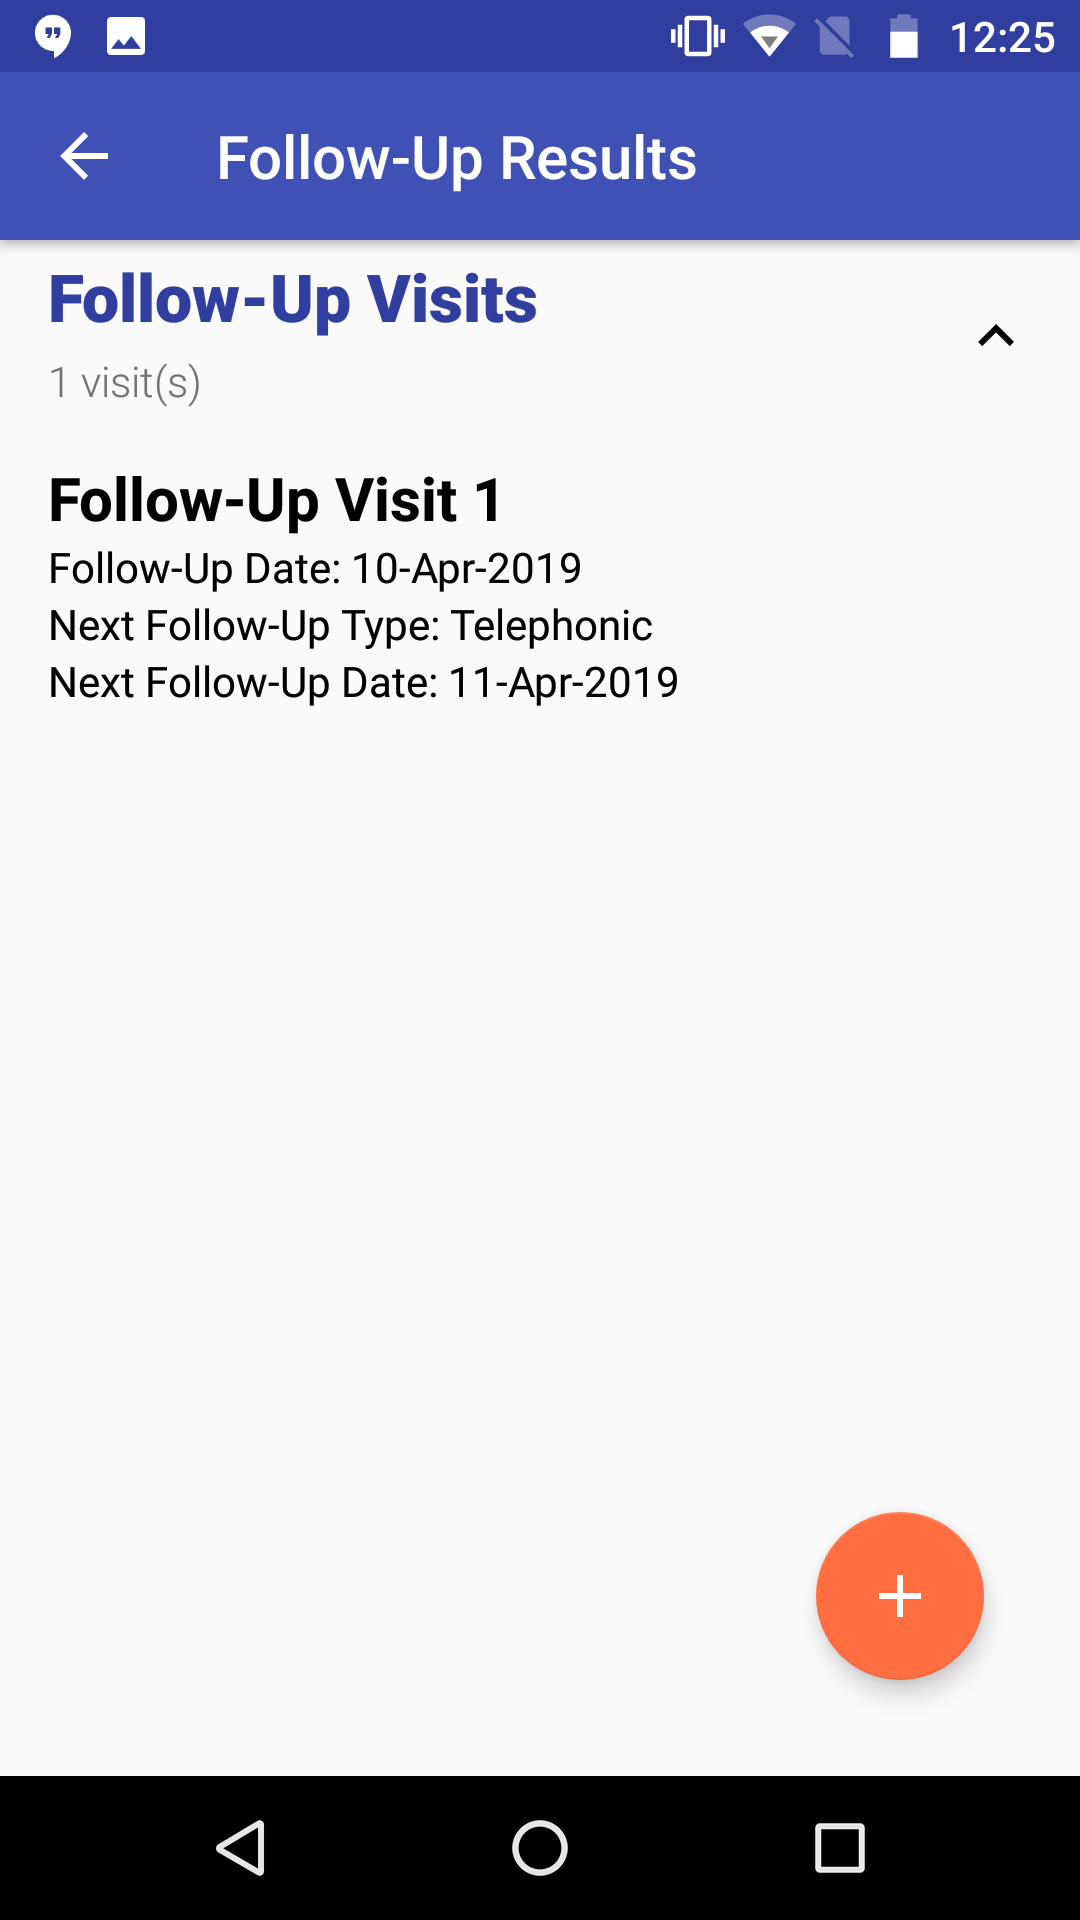 12:25
Follow-Up Results
Follow-Up Visits
1 visit(s)
Follow-Up Visit 1
Follow-Up Date: 10-Apr-2019
Next Follow-Up Type: Telephonic
Next Follow-Up Date: 11-Apr-2019